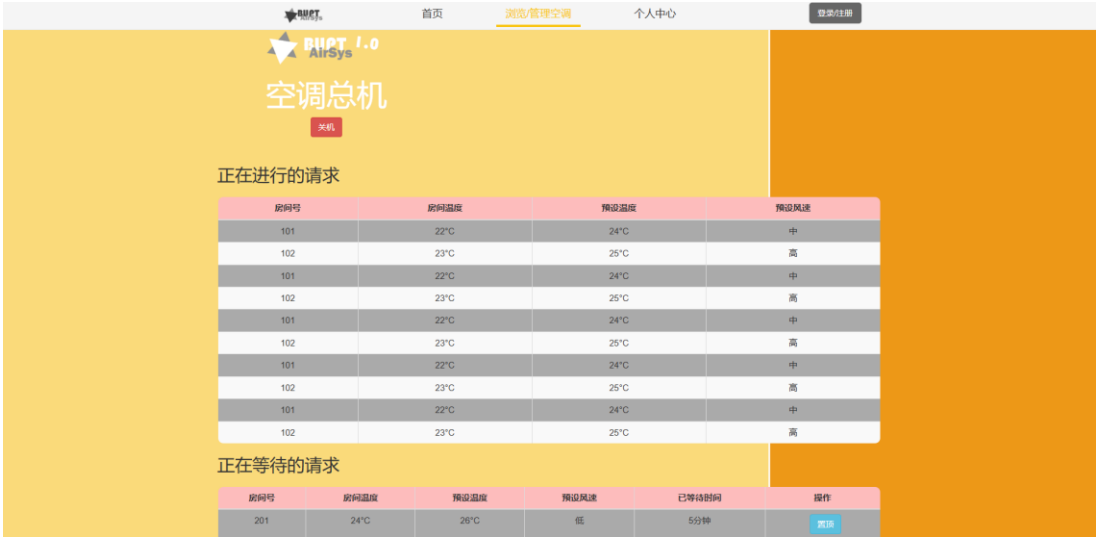 BUPT AirSys 首页 浏览/管理空调 个人中心 登录/注册
BUPT 1.0
AirSys
空调总机
关机
正在进行的请求
房间号 房间温度 预设温度 预设风速
101 22°C 24°C 中
102 23°C 25°C 高
101 22°C 24°C 中
102 23°C 25°C 高
101 22°C 24°C 中
102 23°C 25°C 高
101 22°C 24°C 中
102 23°C 25°C 高
101 22°C 24°C 中
102 23°C 25°C 高
正在等待的请求
房间号 房间温度 预设温度 预设风速 已等待时间 操作
201 24°C 26°C 低 5分钟 置顶